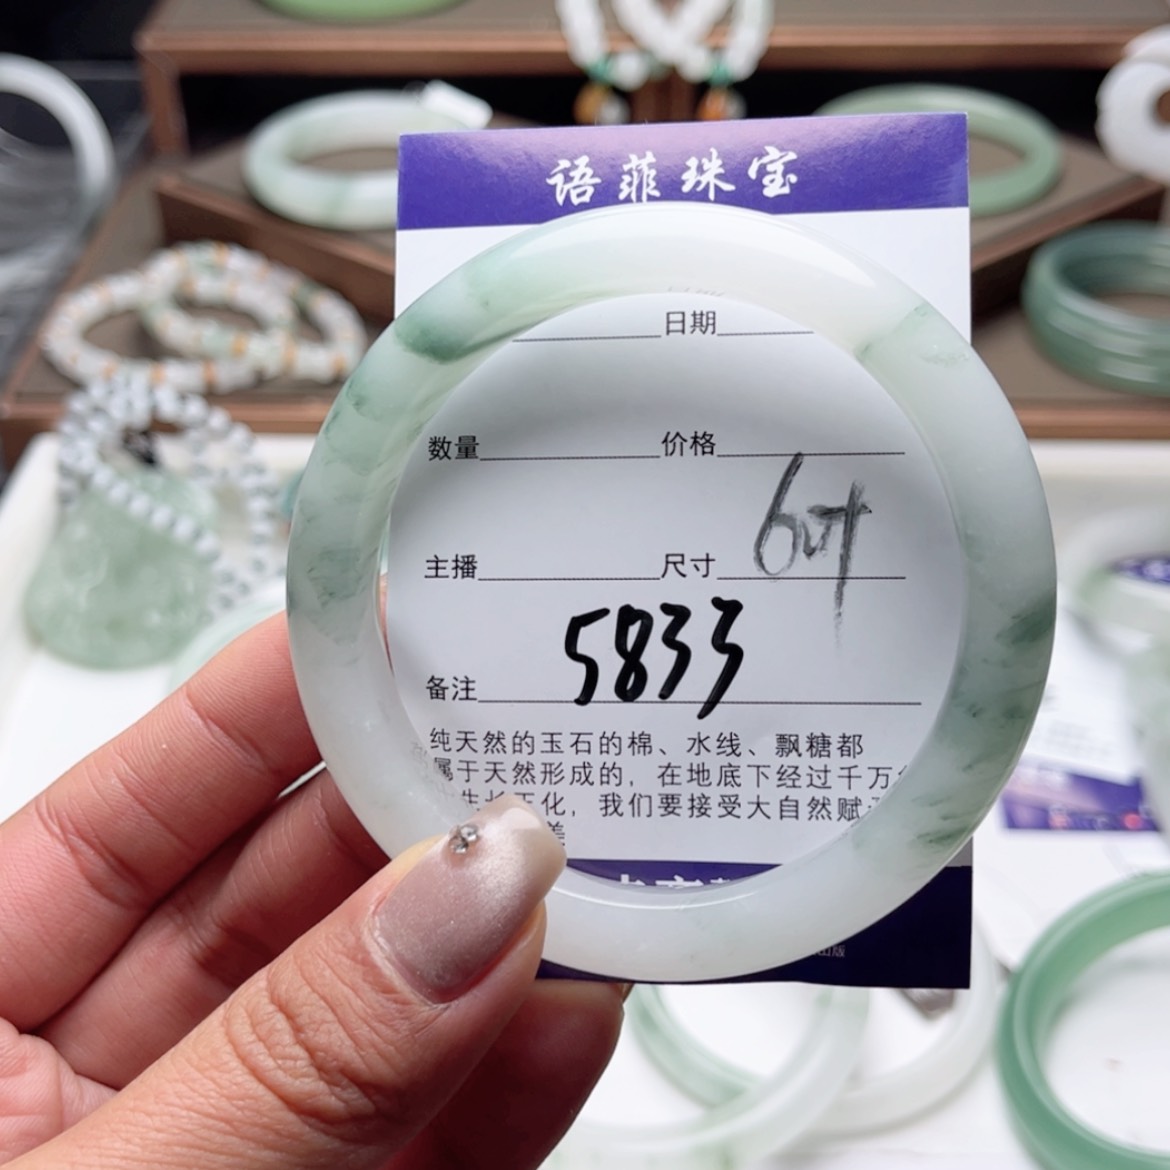 语菲珠宝
日期
数量 价格
主播 尺寸
5833
备注
纯天然的玉石的棉、水线、飘糖都
属于天然形成的，在地底下经过千万
化，我们要接受大自然赋